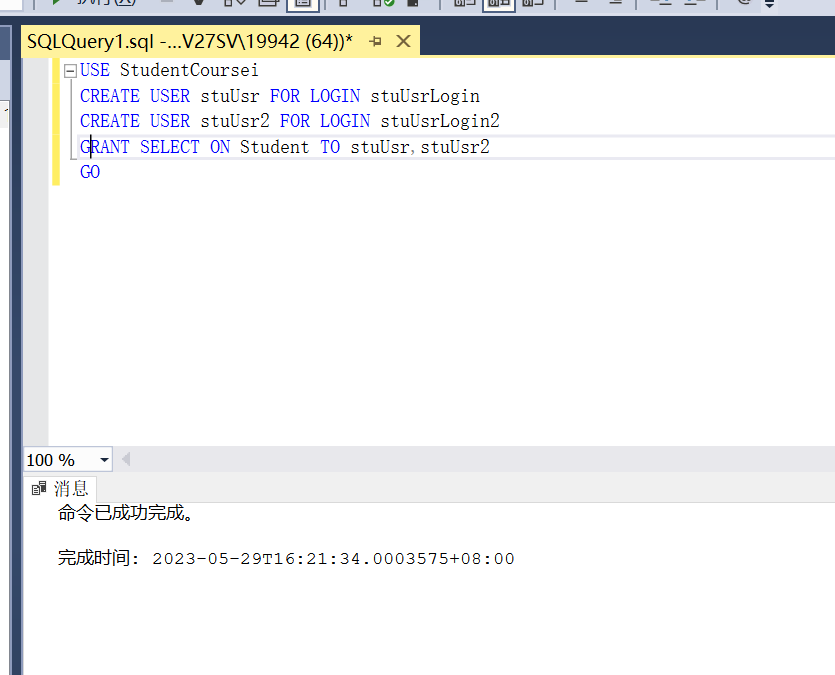 SQLQuery1.sql -...V27SV\19942 (64))*
USE StudentCoursei
CREATE USER stuUsr FOR LOGIN stuUsrLogin
CREATE USER stuUsr2 FOR LOGIN stuUsrLogin2
GRANT SELECT ON Student TO stuUsr,stuUsr2
GO
100 %
消息
命令已成功完成。
完成时间: 2023-05-29T16:21:34.0003575+08:00